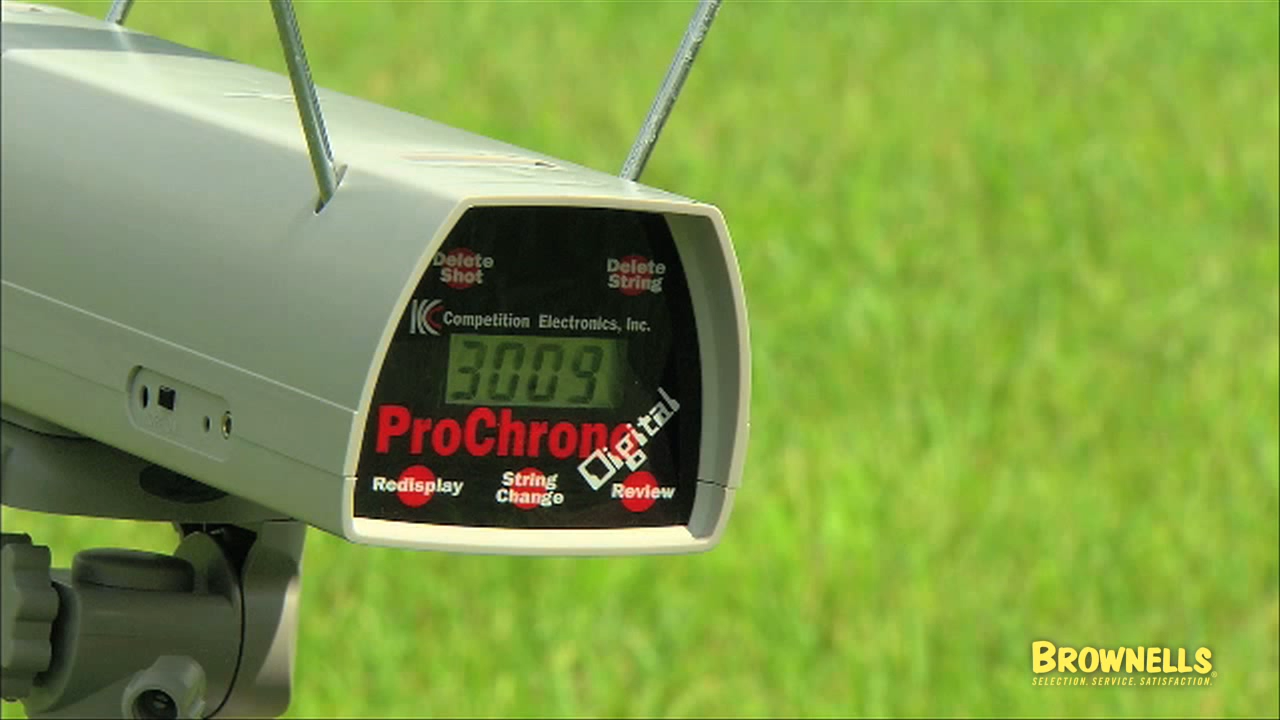 Delete Shot
Delete String
Competition Electronics, Inc.
3009
ProChrono
Digital
Redisplay
String Change
Review
BROWNELLS®
SELECTION. SERVICE. SATISFACTION.